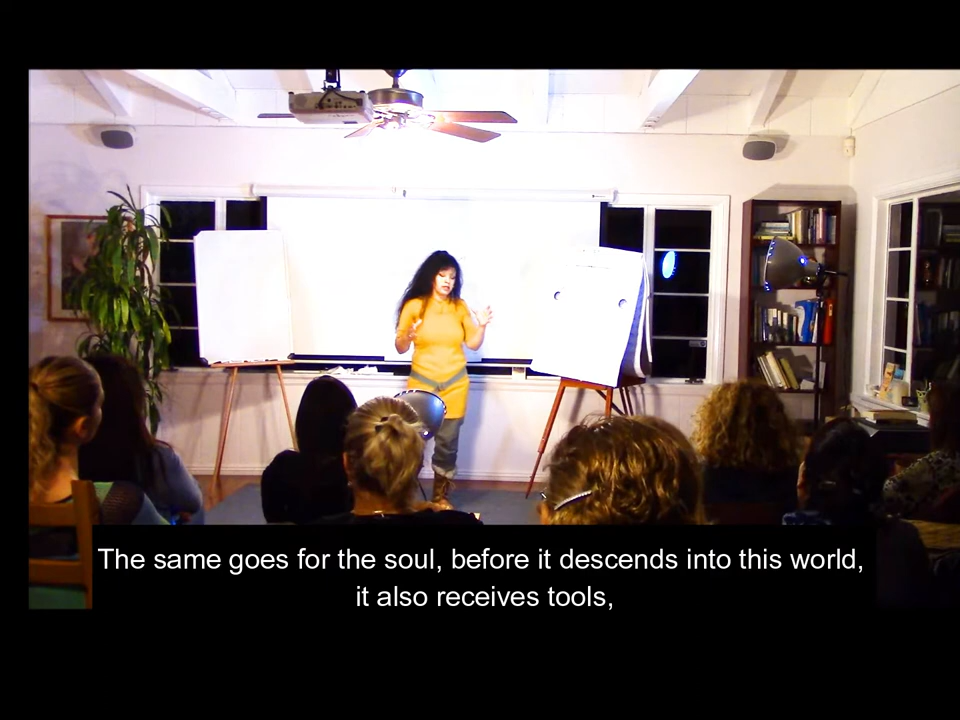 The same goes for the soul, before it descends into this world,
it also receives tools,